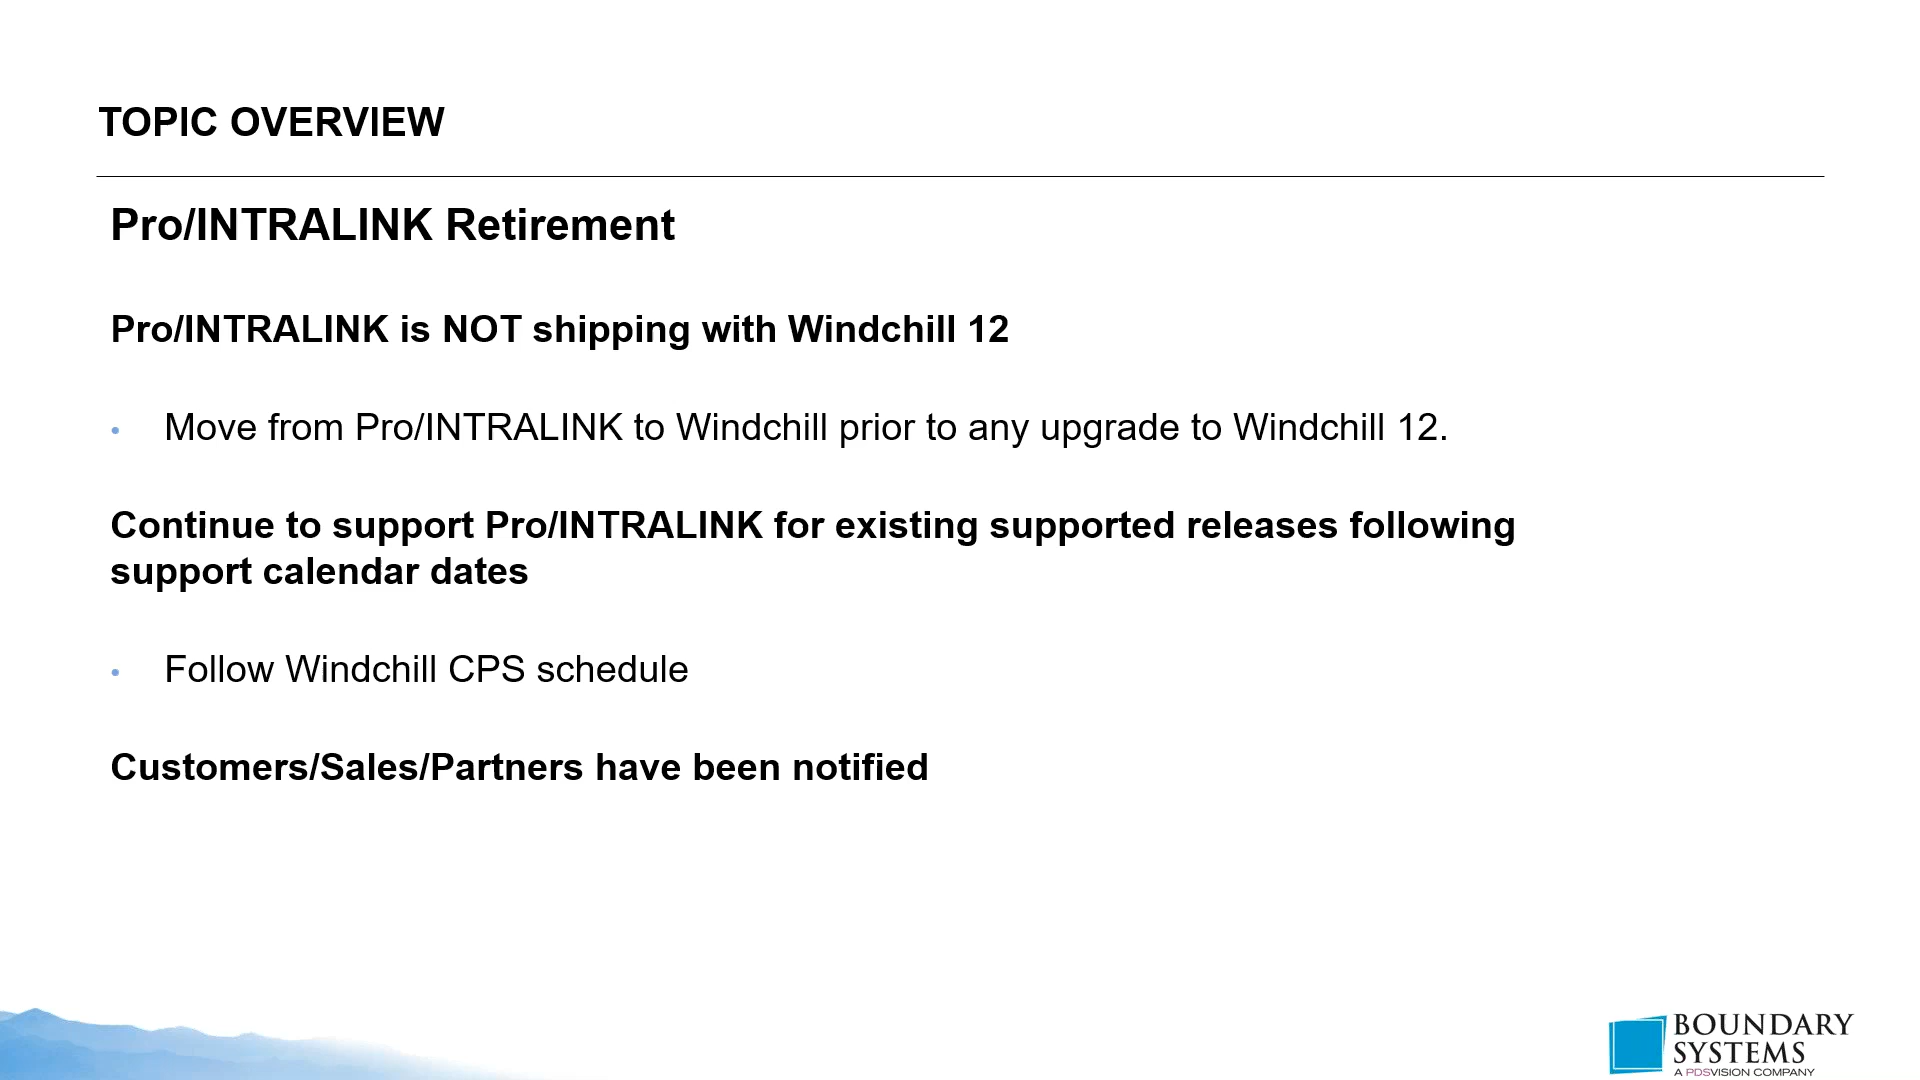 TOPIC OVERVIEW
Pro/INTRALINK Retirement
Pro/INTRALINK is NOT shipping with Windchill 12
• Move from Pro/INTRALINK to Windchill prior to any upgrade to Windchill 12.
Continue to support Pro/INTRALINK for existing supported releases following
support calendar dates
• Follow Windchill CPS schedule
Customers/Sales/Partners have been notified
BOUNDARY
SYSTEMS
A PDSVISION COMPANY